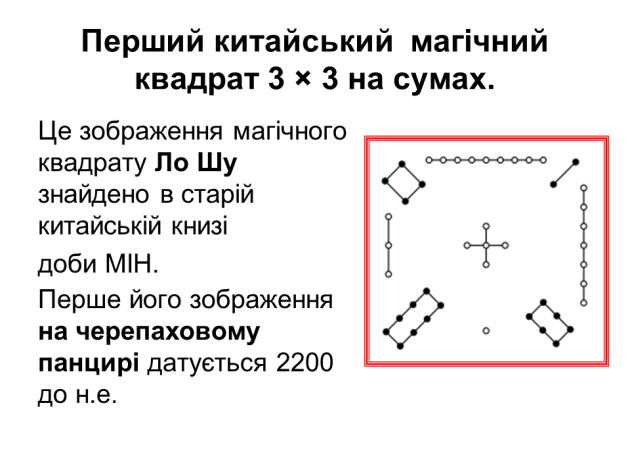 Перший китайський  магічний
квадрат 3 × 3 на сумах.
Це зображення магічного
квадрату Ло Шу
знайдено в старій
китайській книзі
доби МІН.
Перше його зображення
на черепаховому
панцирі датується 2200
до н.е.